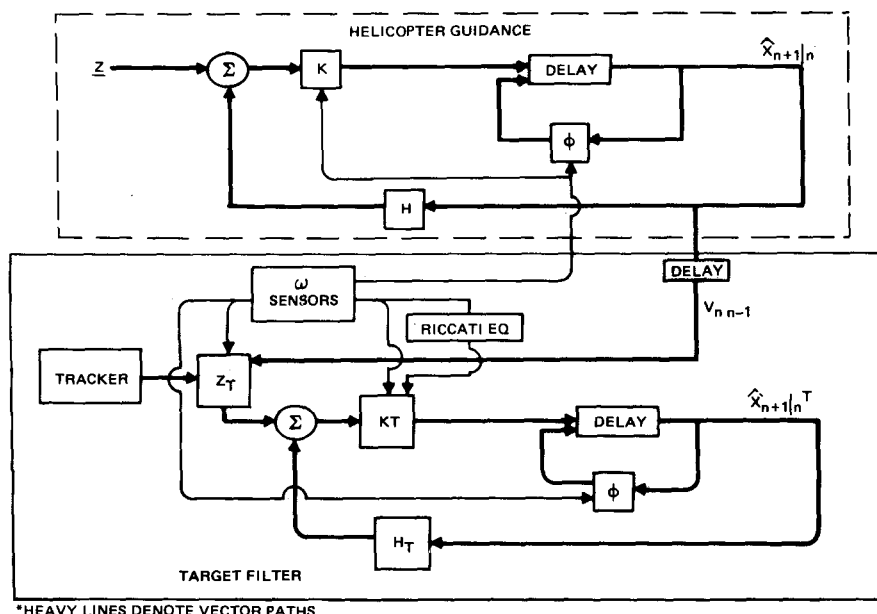 HELICOPTER GUIDANCE
Z
Σ
K
DELAY
X̂n+1|n
ϕ
H
DELAY
ω
SENSORS
Vn n-1
RICCATI EQ
TRACKER
ZT
Σ
KT
DELAY
X̂n+1|nT
ϕ
HT
TARGET FILTER
*HEAVY LINES DENOTE VECTOR PATHS